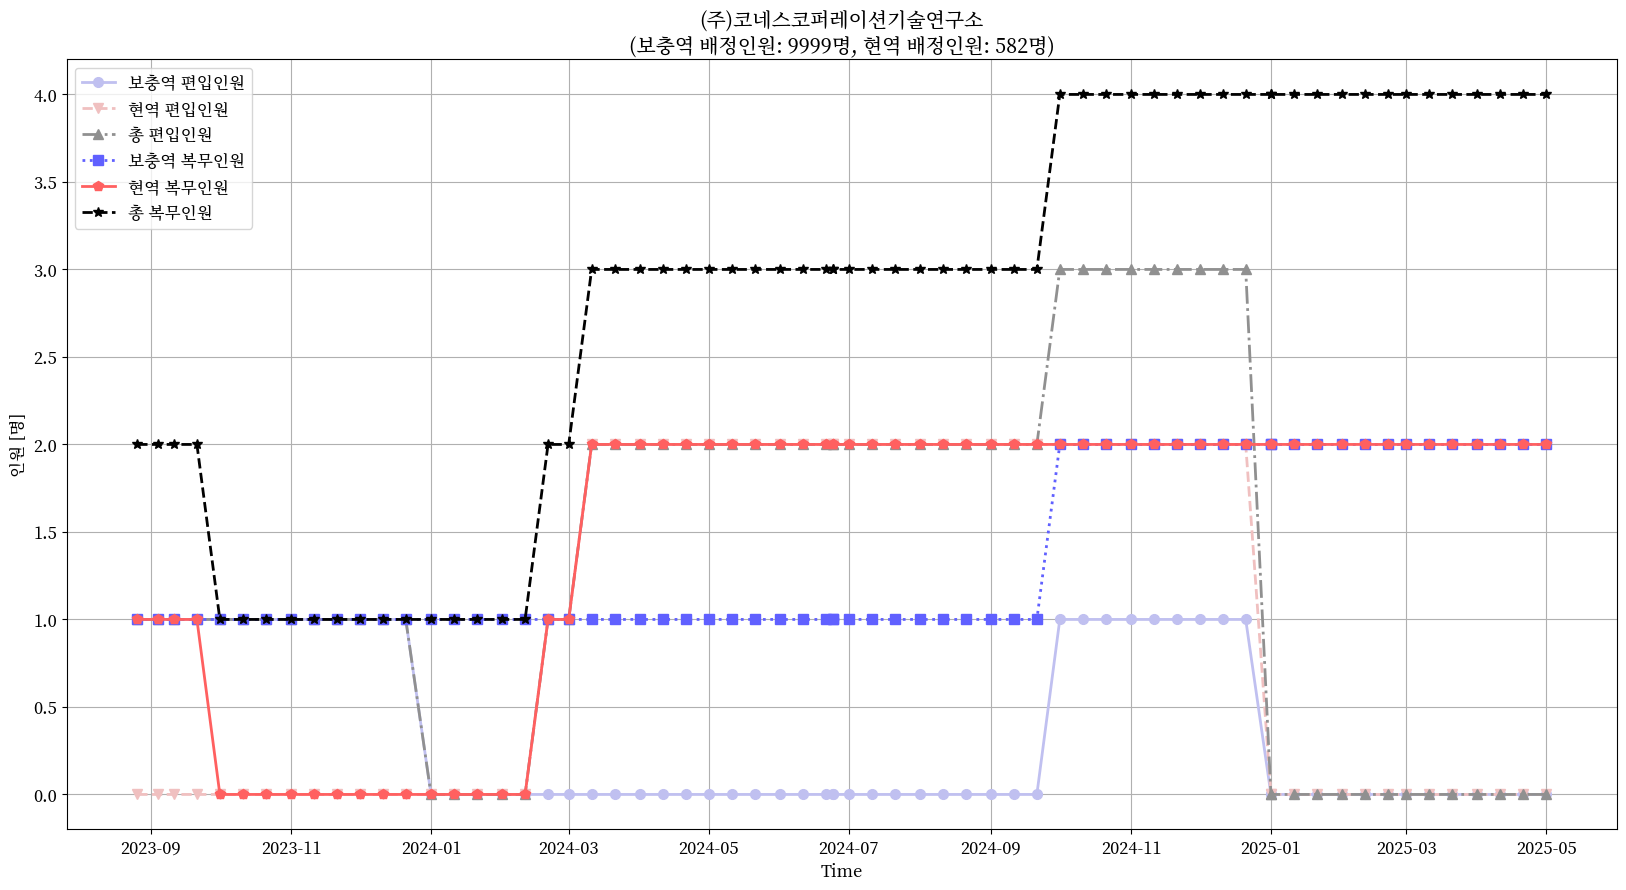 (주)코네스코퍼레이션기술연구소
(보충역 배정인원: 9999명, 현역 배정인원: 582명)
보충역 편입인원
현역 편입인원
총 편입인원
보충역 복무인원
현역 복무인원
총 복무인원
인원 [명]
4.0
3.5
3.0
2.5
2.0
1.5
1.0
0.5
0.0
2023-09 2023-11 2024-01 2024-03 2024-05 2024-07 2024-09 2024-11 2025-01 2025-03 2025-05
Time